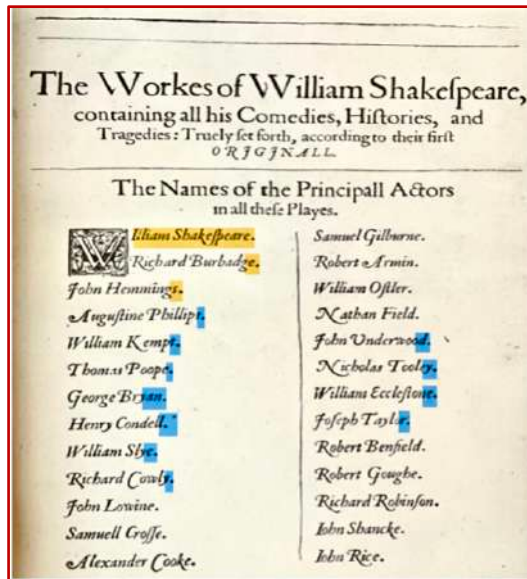 The Workes of William Shakeſpeare,
containing all his Comedies, Hiſtories, and
Tragedies: Truely ſet forth, according to their firſt
ORJGJNALL.
The Names of the Principall Actors
in all theſe Playes.
William Shakeſpeare.
Richard Burbadge.
John Hemmings.
Auguſtine Phillips.
William Kempt.
Thomas Poope.
George Bryan.
Henry Condell.
William Slye.
Richard Cowly.
John Lowine.
Samuell Croſſe.
Alexander Cooke.
Samuel Gilburne.
Robert Armin.
William Oſtler.
Nathan Field.
John Underwood.
Nicholas Tooley.
William Eccleſtone.
Joſeph Taylor.
Robert Benfield.
Robert Goughe.
Richard Robinſon.
Iohn Shancke.
Iohn Rice.